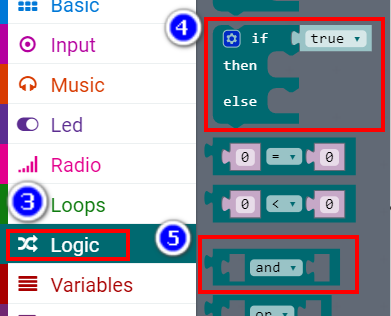 Basic
4
if true
Input
then
Music
else
Led
Radio
0 = 0
3 Loops
0 < 0
5
Logic
and
Variables
or